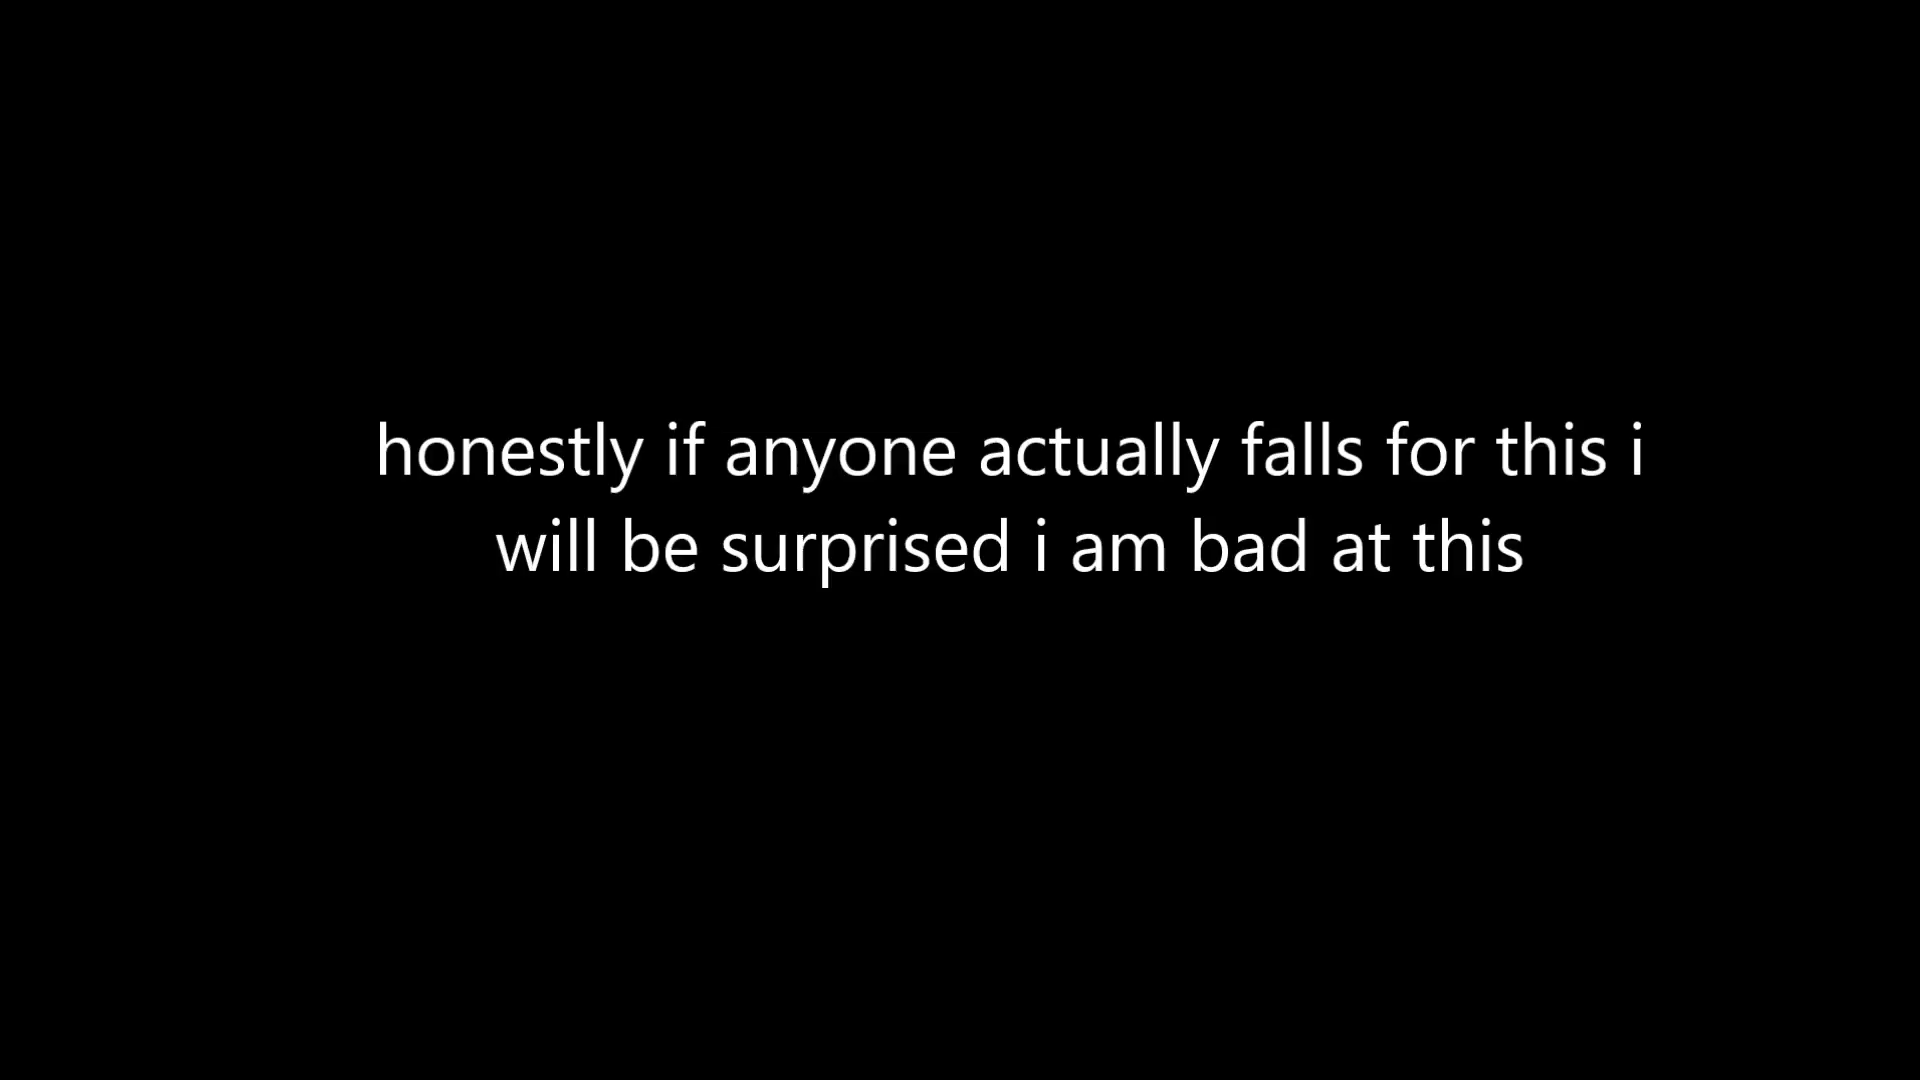 honestly if anyone actually falls for this i
will be surprised i am bad at this